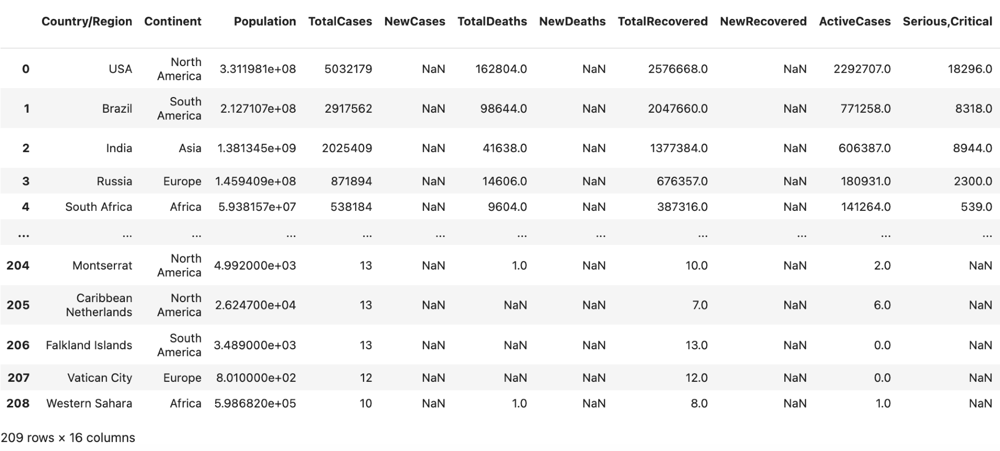 Country/Region Continent Population TotalCases NewCases TotalDeaths NewDeaths TotalRecovered NewRecovered ActiveCases Serious,Critical
0 USA North America 3.311981e+08 5032179 NaN 162804.0 NaN 2576668.0 NaN 2292707.0 18296.0
1 Brazil South America 2.127107e+08 2917562 NaN 98644.0 NaN 2047660.0 NaN 771258.0 8318.0
2 India Asia 1.381345e+09 2025409 NaN 41638.0 NaN 1377384.0 NaN 606387.0 8944.0
3 Russia Europe 1.459409e+08 871894 NaN 14606.0 NaN 676357.0 NaN 180931.0 2300.0
4 South Africa Africa 5.938157e+07 538184 NaN 9604.0 NaN 387316.0 NaN 141264.0 539.0
... ... ... ... ... ... ... ... ... ... ... ...
204 Montserrat North America 4.992000e+03 13 NaN 1.0 NaN 10.0 NaN 2.0 NaN
205 Caribbean Netherlands North America 2.624700e+04 13 NaN NaN NaN 7.0 NaN 6.0 NaN
206 Falkland Islands South America 3.489000e+03 13 NaN NaN NaN 13.0 NaN 0.0 NaN
207 Vatican City Europe 8.010000e+02 12 NaN NaN NaN 12.0 NaN 0.0 NaN
208 Western Sahara Africa 5.986820e+05 10 NaN 1.0 NaN 8.0 NaN 1.0 NaN
209 rows × 16 columns